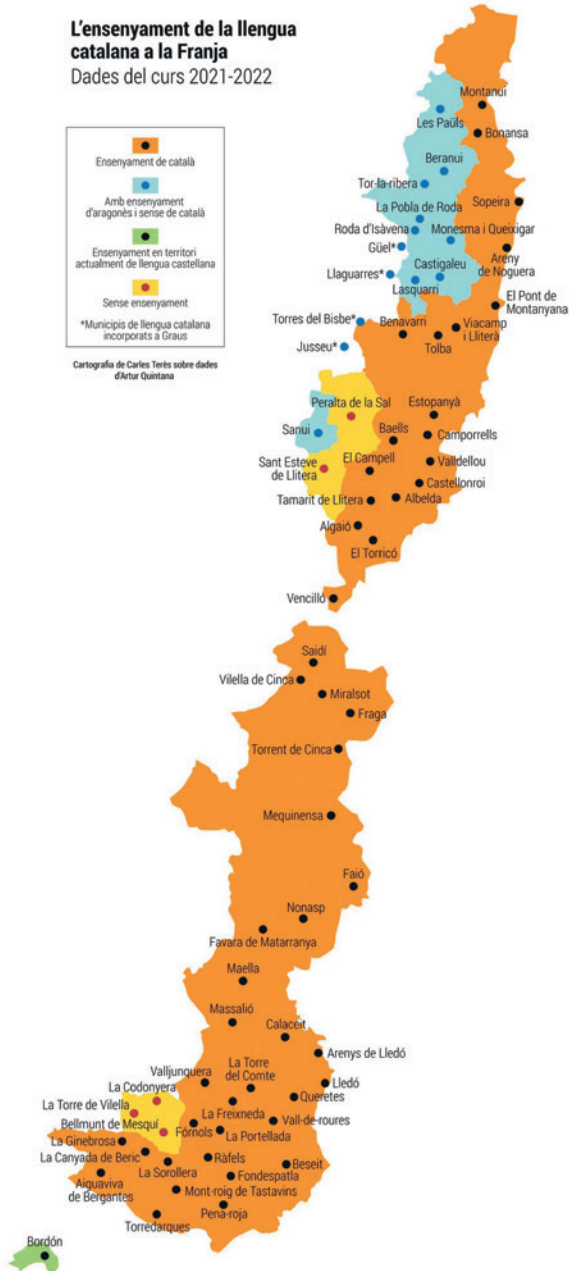 L'ensenyament de la llengua
catalana a la Franja
Dades del curs 2021-2022
Ensenyament de català
Amb ensenyament
d'aragonès i sense de català
Ensenyament en territori
actualment de llengua castellana
Sense ensenyament
*Municipis de llengua catalana
incorporats a Graus
Cartografia de Carles Terès sobre dades
d'Artur Quintana
Montanui
Les Paüls
Bonansa
Beranui
Tor-la-ribera
Sopeira
La Pobla de Roda
Roda d'Isàvena
Monesma i Queixigar
Güel*
Areny
de Noguera
Llaguarres*
Castigaleu
Lasquarri
El Pont de
Montanyana
Torres del Bisbe*
Benavarri
Viacamp
i Lliterà
Tolba
Jusseu*
Peralta de la Sal
Estopanyà
Sanui
Baells
Camporrells
Sant Esteve
de Llitera
El Campell
Valldellou
Castellonroi
Tamarit de Llitera
Albelda
Algaió
El Torricó
Vencilló
Saidí
Vilella de Cinca
Miralsot
Fraga
Torrent de Cinca
Mequinensa
Faió
Nonasp
Favara de Matarranya
Maella
Massalió
Calaceit
Arenys de Lledó
Valljunquera
La Torre
del Comte
Lledó
La Codonyera
Queretes
La Torre de Vilella
La Freixneda
Vall-de-roures
Bellmunt de Mesquí
Fórnols
La Portellada
La Ginebrosa
La Canyada de Beric
Ràfels
Beseit
La Sorollera
Fondespatla
Aiguaviva
de Bergantes
Mont-roig de Tastavins
Pena-roja
Torredarques
Bordón